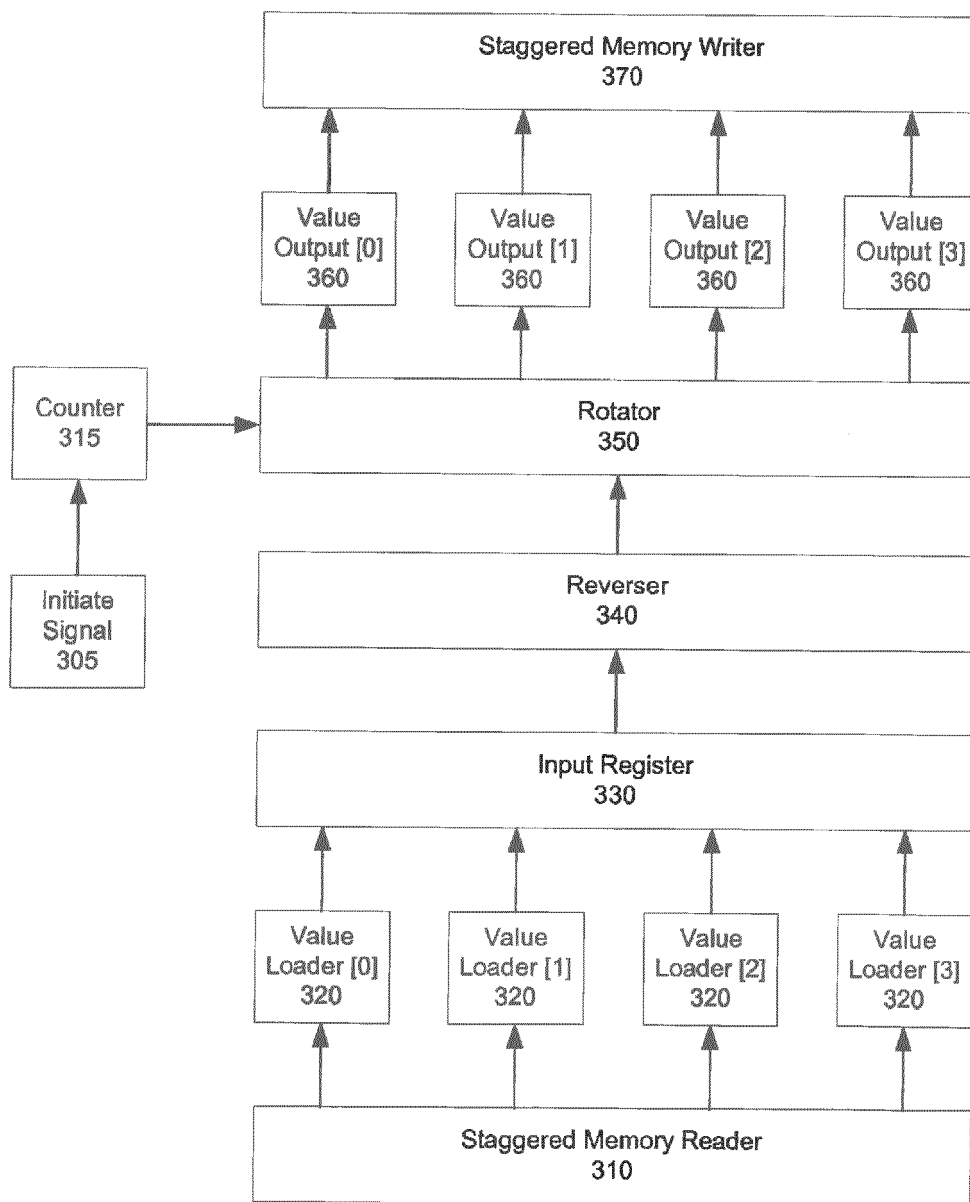 Staggered Memory Writer
370
Value
Output [0]
360
Value
Output [1]
360
Value
Output [2]
360
Value
Output [3]
360
Counter
315
Rotator
350
Initiate
Signal
305
Reverser
340
Input Register
330
Value
Loader [0]
320
Value
Loader [1]
320
Value
Loader [2]
320
Value
Loader [3]
320
Staggered Memory Reader
310